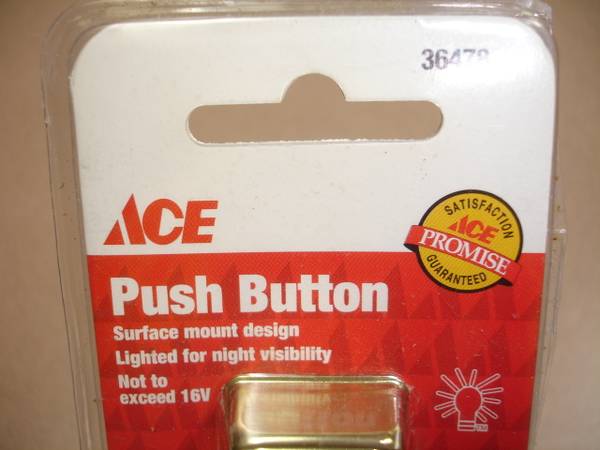 ACE
SATISFACTION
ACE
PROMISE
GUARANTEED
Push Button
Surface mount design
Lighted for night visibility
Not to
exceed 16V